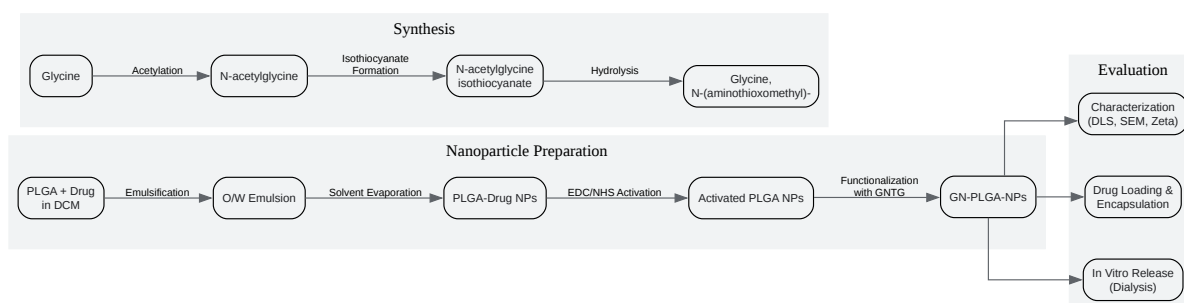 Synthesis
Glycine
Acetylation
N-acetylglycine
Isothiocyanate
Formation
N-acetylglycine
isothiocyanate
Hydrolysis
Glycine,
N-(aminothioxomethyl)-
Nanoparticle Preparation
PLGA + Drug
in DCM
Emulsification
O/W Emulsion
Solvent Evaporation
PLGA-Drug NPs
EDC/NHS Activation
Activated PLGA NPs
Functionalization
with GNTG
GN-PLGA-NPs
Evaluation
Characterization
(DLS, SEM, Zeta)
Drug Loading &
Encapsulation
In Vitro Release
(Dialysis)